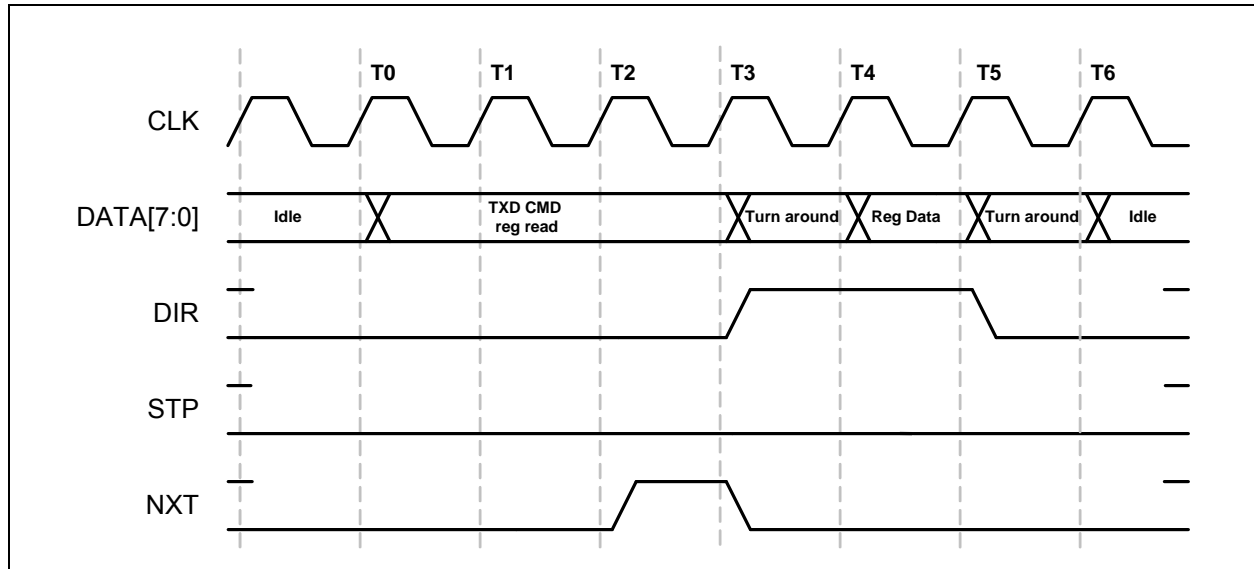 T0 T1 T2 T3 T4 T5 T6
CLK
DATA[7:0] Idle TXD CMD Turn around Reg Data Turn around Idle
reg read
DIR
STP
NXT